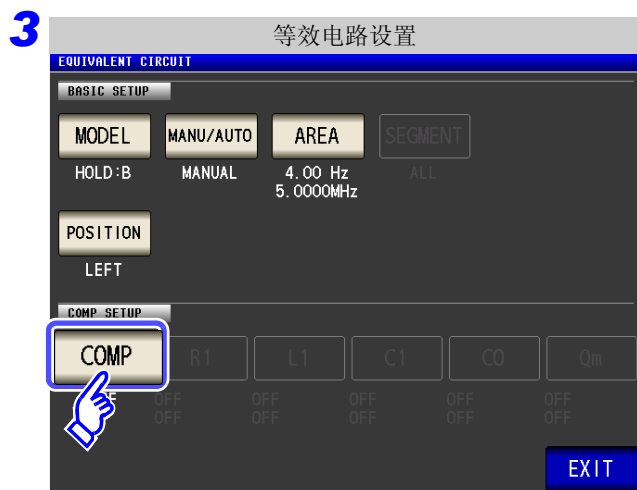 3
等效电路设置
EQUIVALENT CIRCUIT
BASIC SETUP
MODEL MANU/AUTO AREA SEGMENT
HOLD:B MANUAL 4.00 Hz ALL
5.0000MHz
POSITION
LEFT
COMP SETUP
COMP R1 L1 C1 C0 Qm
OFF OFF OFF OFF OFF
OFF OFF OFF OFF OFF
EXIT